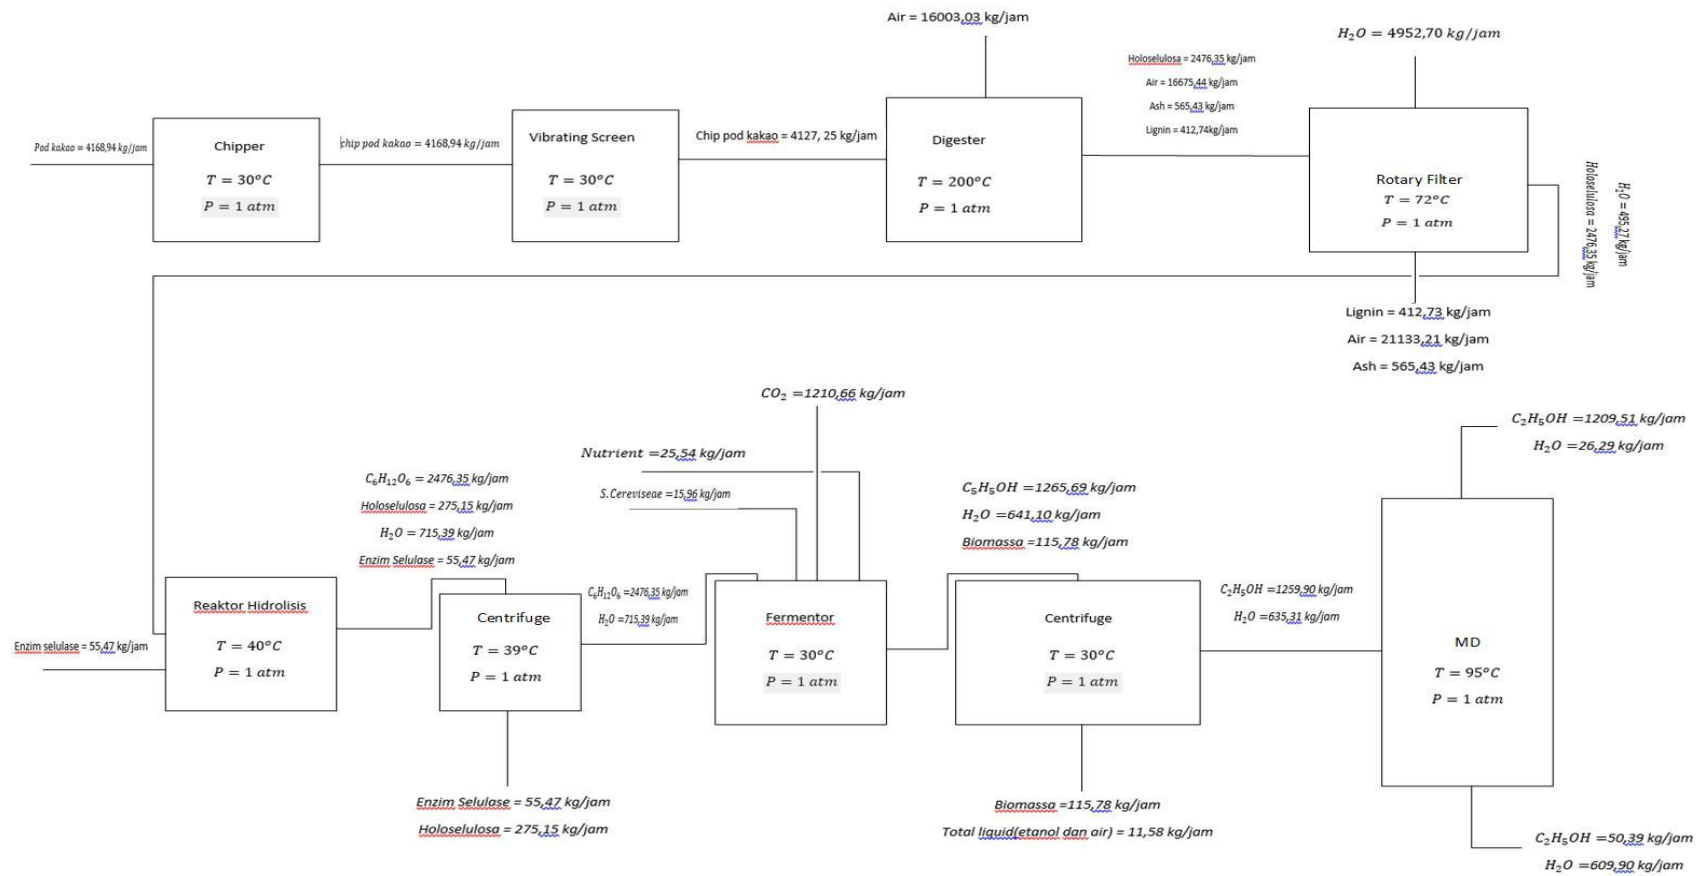 Air = 16003,03 kg/jam
H₂O = 4952,70 kg/jam
Holoselulosa = 2476,35 kg/jam
Air = 16675,44 kg/jam
Ash = 565,43 kg/jam
Lignin = 412,74kg/jam
Pod kakao = 4168,94 kg/jam
Chipper
T = 30°C
P = 1 atm
chip pod kakao = 4168,94 kg/jam
Vibrating Screen
T = 30°C
P = 1 atm
Chip pod kakao = 4127, 25 kg/jam
Digester
T = 200°C
P = 1 atm
Rotary Filter
T = 72°C
P = 1 atm
H₂O = 495,27 kg/jam
Holoselulosa = 2476,35 kg/jam
Lignin = 412,73 kg/jam
Air = 21133,21 kg/jam
Ash = 565,43 kg/jam
CO₂ =1210,66 kg/jam
Nutrient =25,54 kg/jam
S.Cereviseae =15,96 kg/jam
C₆H₁₂O₆ = 2476,35 kg/jam
Holoselulosa = 275,15 kg/jam
H₂O = 715,39 kg/jam
Enzim Selulase = 55,47 kg/jam
C₅H₅OH =1265,69 kg/jam
H₂O =641,10 kg/jam
Biomassa =115,78 kg/jam
C₂H₅OH =1209,51 kg/jam
H₂O =26,29 kg/jam
Enzim selulase = 55,47 kg/jam
Reaktor Hidrolisis
T = 40°C
P = 1 atm
Centrifuge
T = 39°C
P = 1 atm
C₆H₁₂O₆ =2476,35 kg/jam
H₂O =715,39 kg/jam
Fermentor
T = 30°C
P = 1 atm
Centrifuge
T = 30°C
P = 1 atm
C₂H₅OH =1259,90 kg/jam
H₂O =635,31 kg/jam
MD
T = 95°C
P = 1 atm
Enzim Selulase = 55,47 kg/jam
Holoselulosa = 275,15 kg/jam
Biomassa =115,78 kg/jam
Total liquid(etanol dan air) = 11,58 kg/jam
C₂H₅OH =50,39 kg/jam
H₂O =609,90 kg/jam